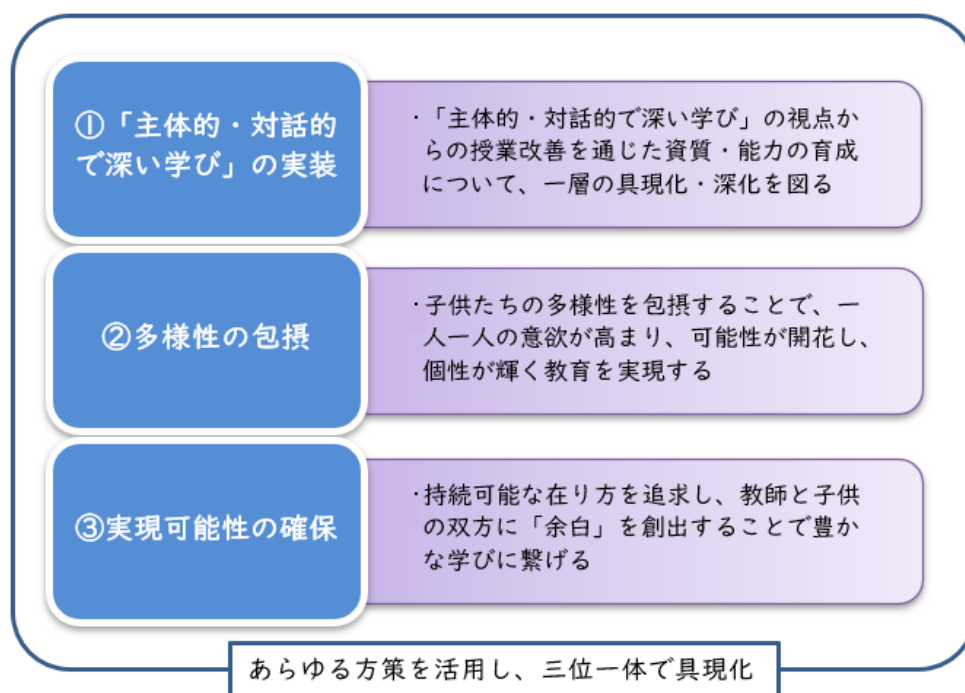 ①「主体的・対話的
で深い学び」の実装
・「主体的・対話的で深い学び」の視点か
らの授業改善を通じた資質・能力の育成
について、一層の具現化・深化を図る
②多様性の包摂
・子供たちの多様性を包摂することで、一
人一人の意欲が高まり、可能性が開花し、
個性が輝く教育を実現する
③実現可能性の確保
・持続可能な在り方を追求し、教師と子供
の双方に「余白」を創出することで豊か
な学びに繋げる
あらゆる方策を活用し、三位一体で具現化